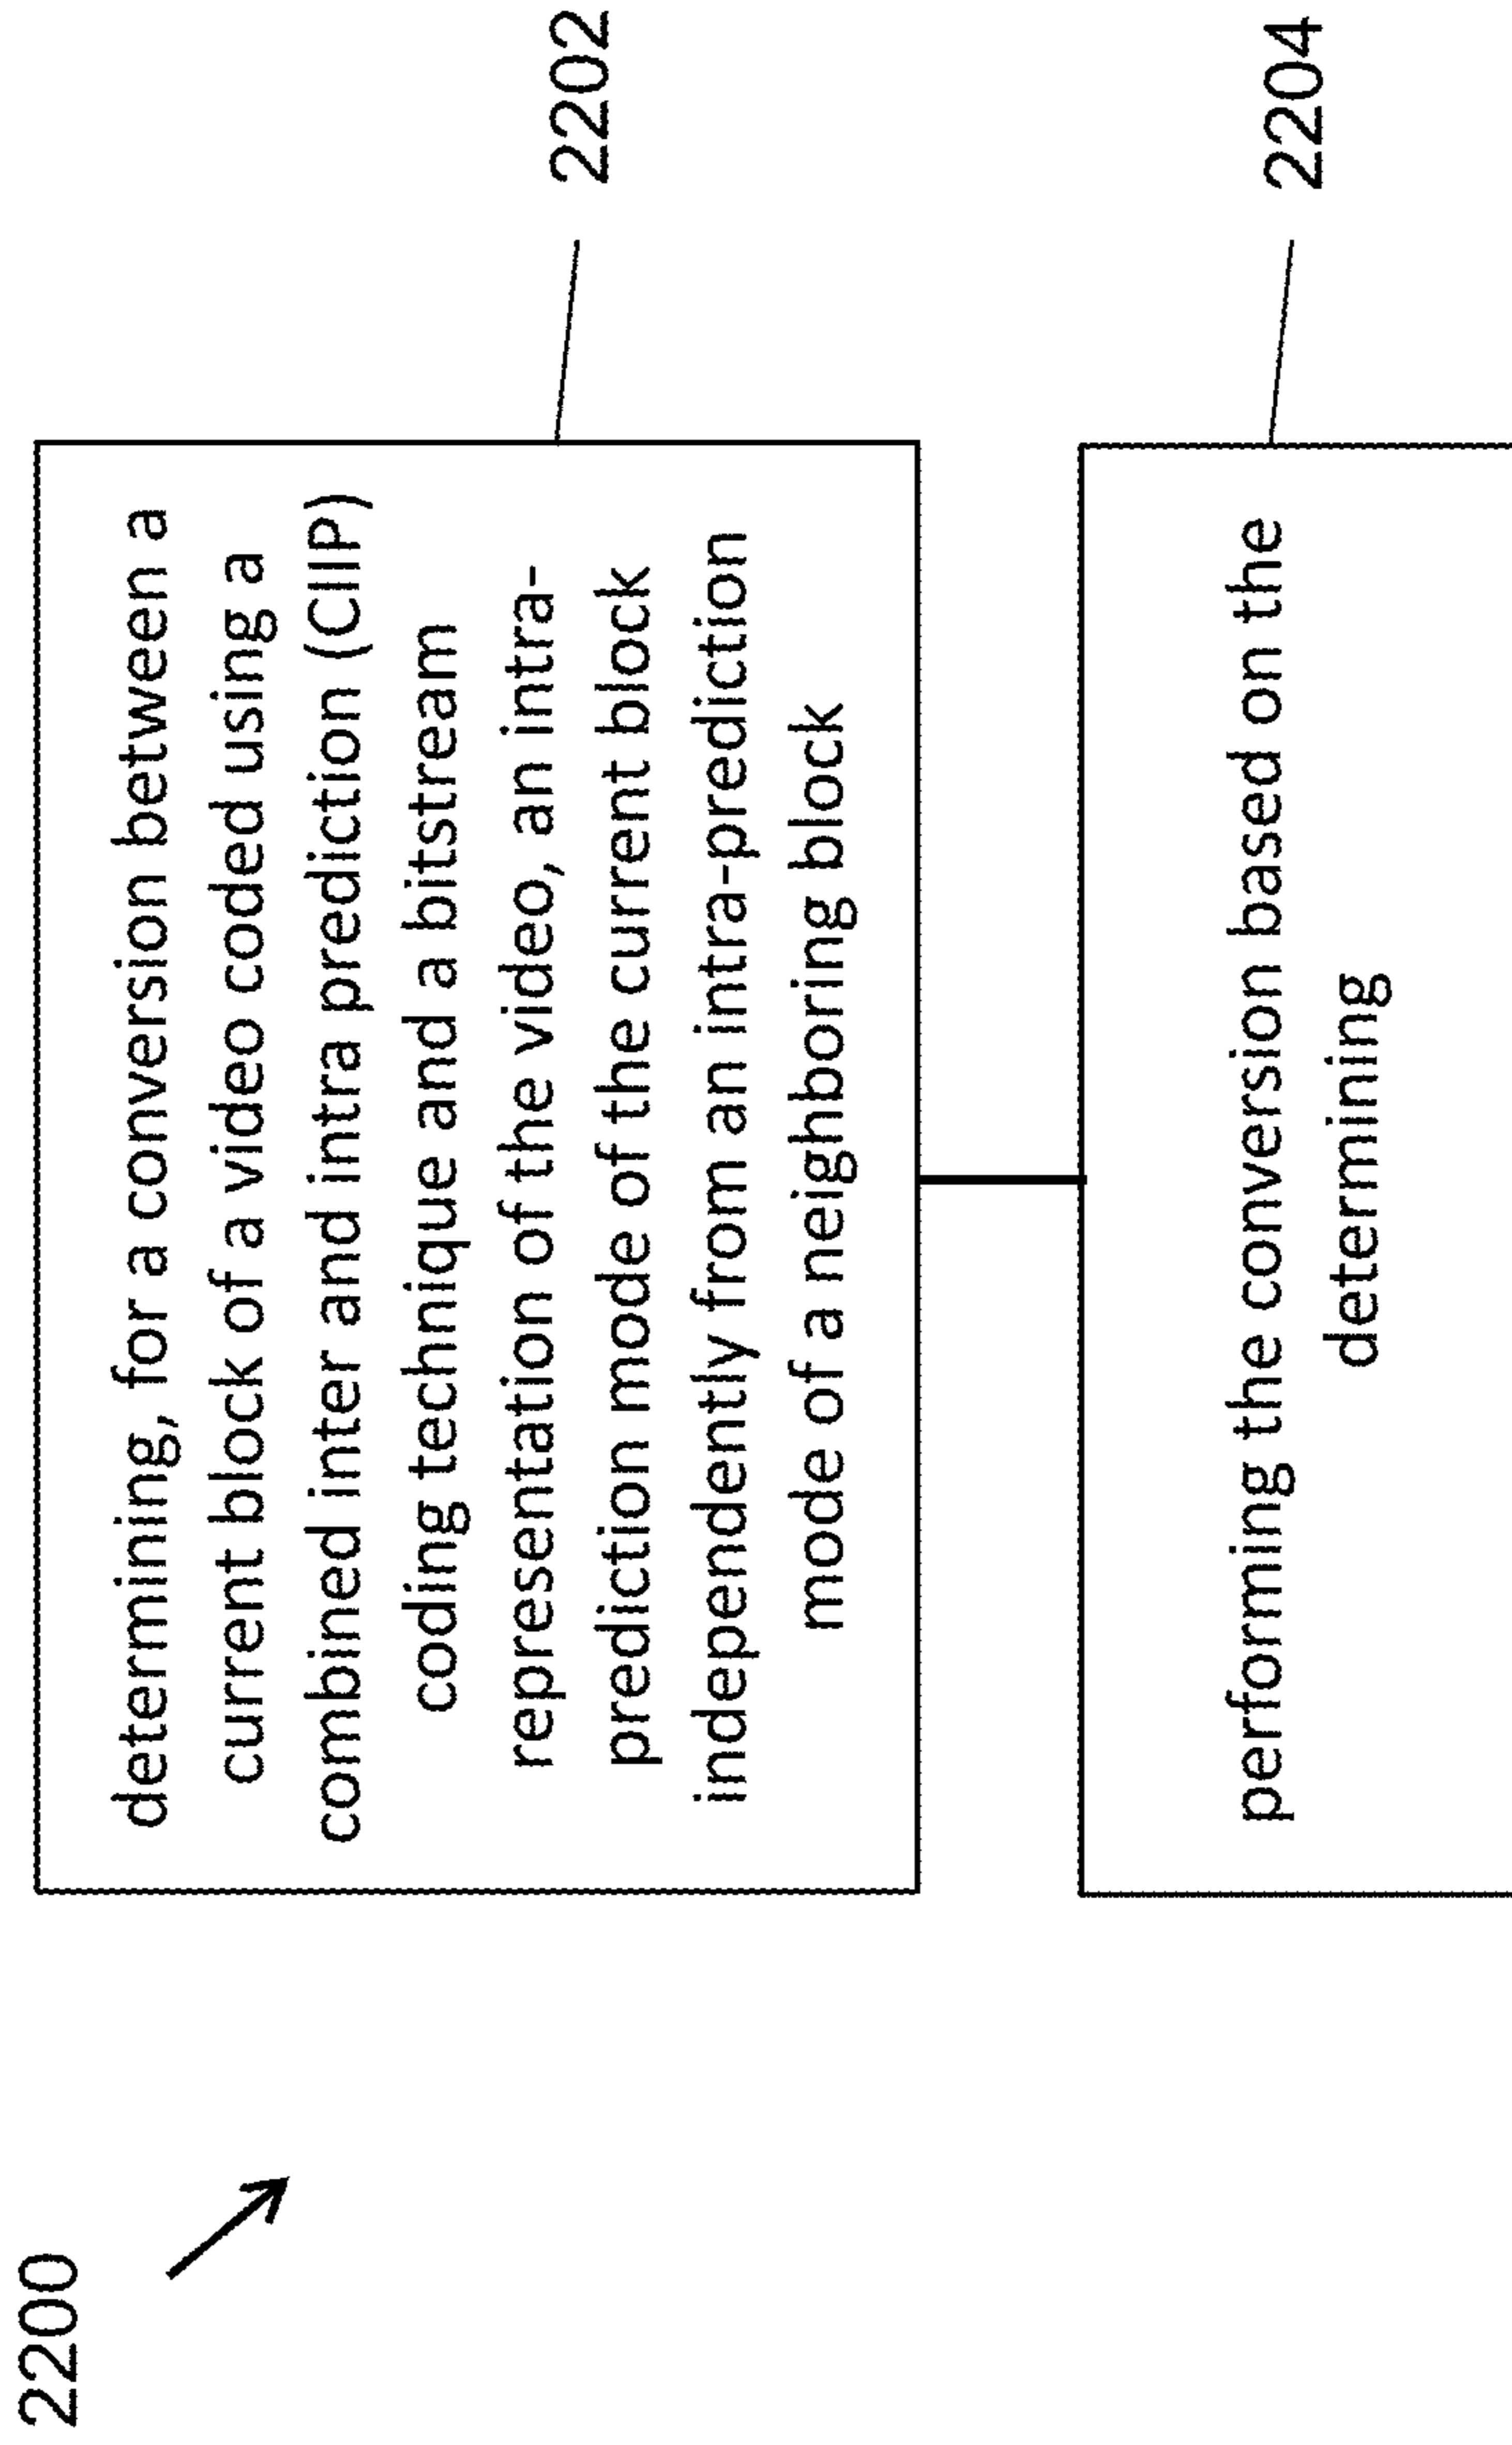 2200
determining, for a conversion between a
current block of a video coded using a
combined inter and intra prediction (CIIP)
coding technique and a bitstream
representation of the video, an intra-
prediction mode of the current block
independently from an intra-prediction
mode of a neighboring block
2202
performing the conversion based on the
determining
2204